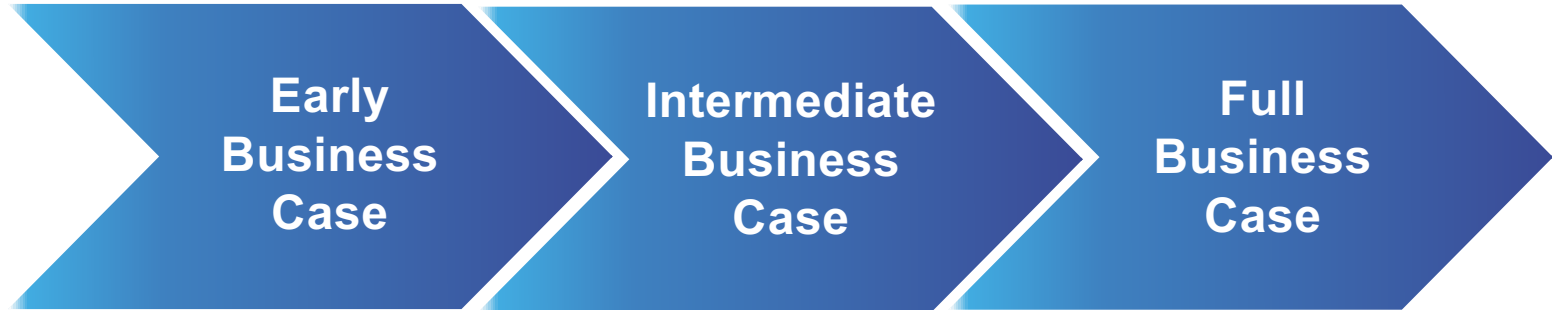 Early
Business
Case
Intermediate
Business
Case
Full
Business
Case